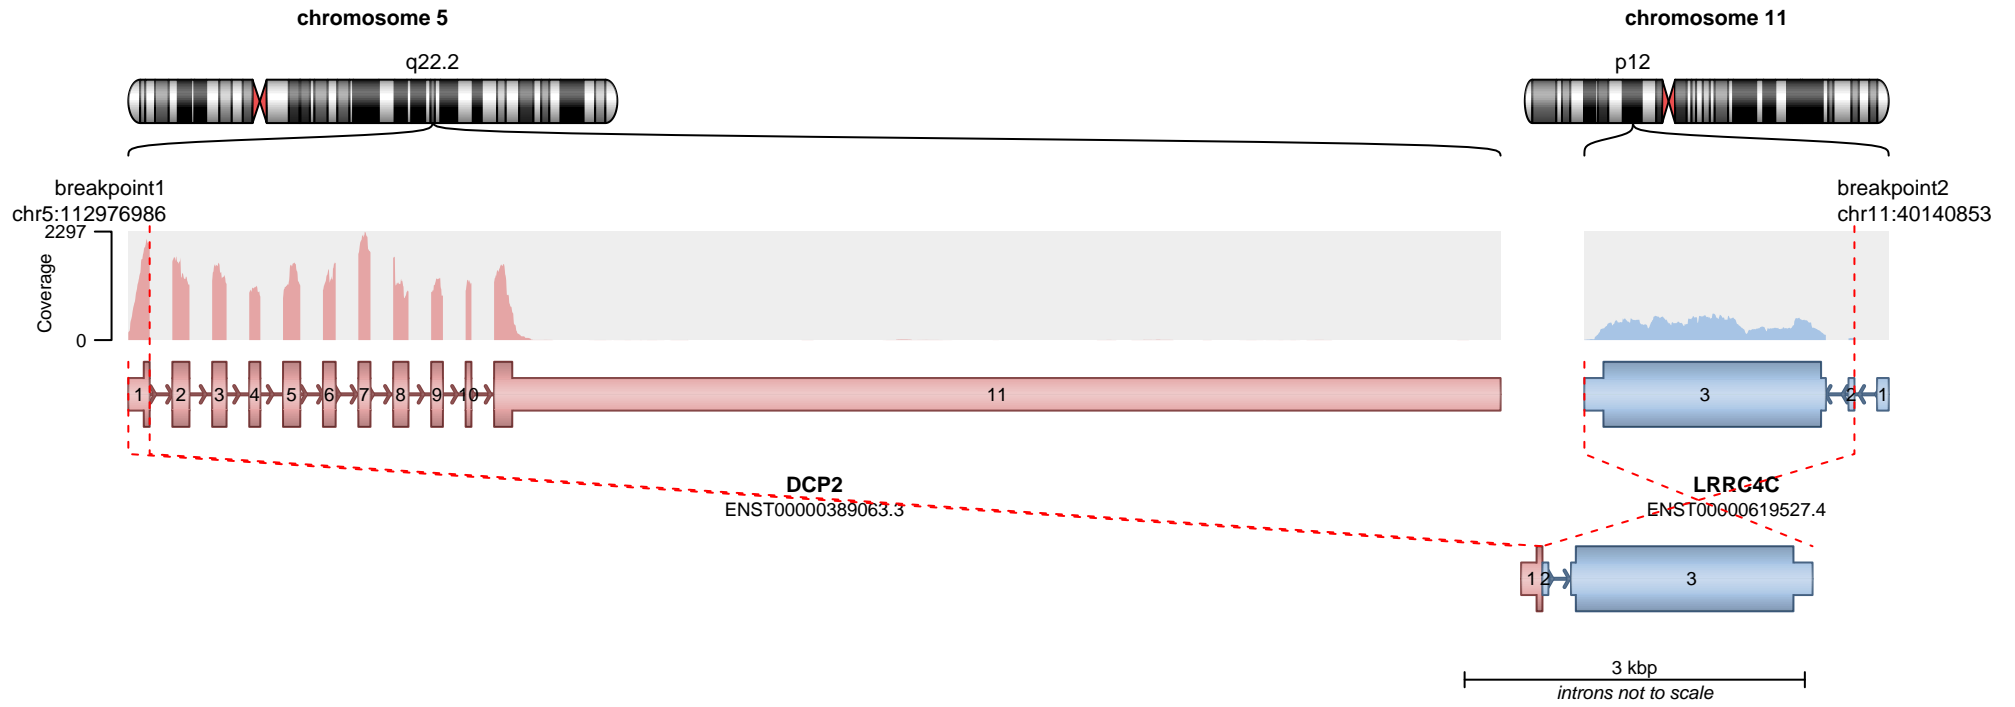 chromosome 5
chromosome 11
q22.2
p12
breakpoint1
chr5:112976986
breakpoint2
chr11:40140853
2297
Coverage
0
1 2 3 4 5 6 7 8 9 10 11
3 2 1
DCP2
ENST00000389063.3
LRRC4C
ENST00000619527.4
1 2 3
3 kbp
introns not to scale